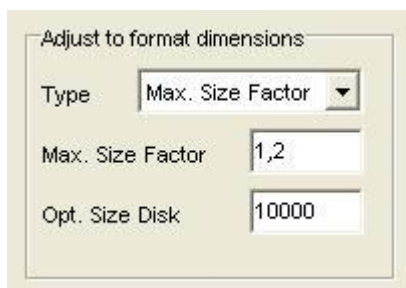 Adjust to format dimensions
Type Max. Size Factor
Max. Size Factor 1,2
Opt. Size Disk 10000